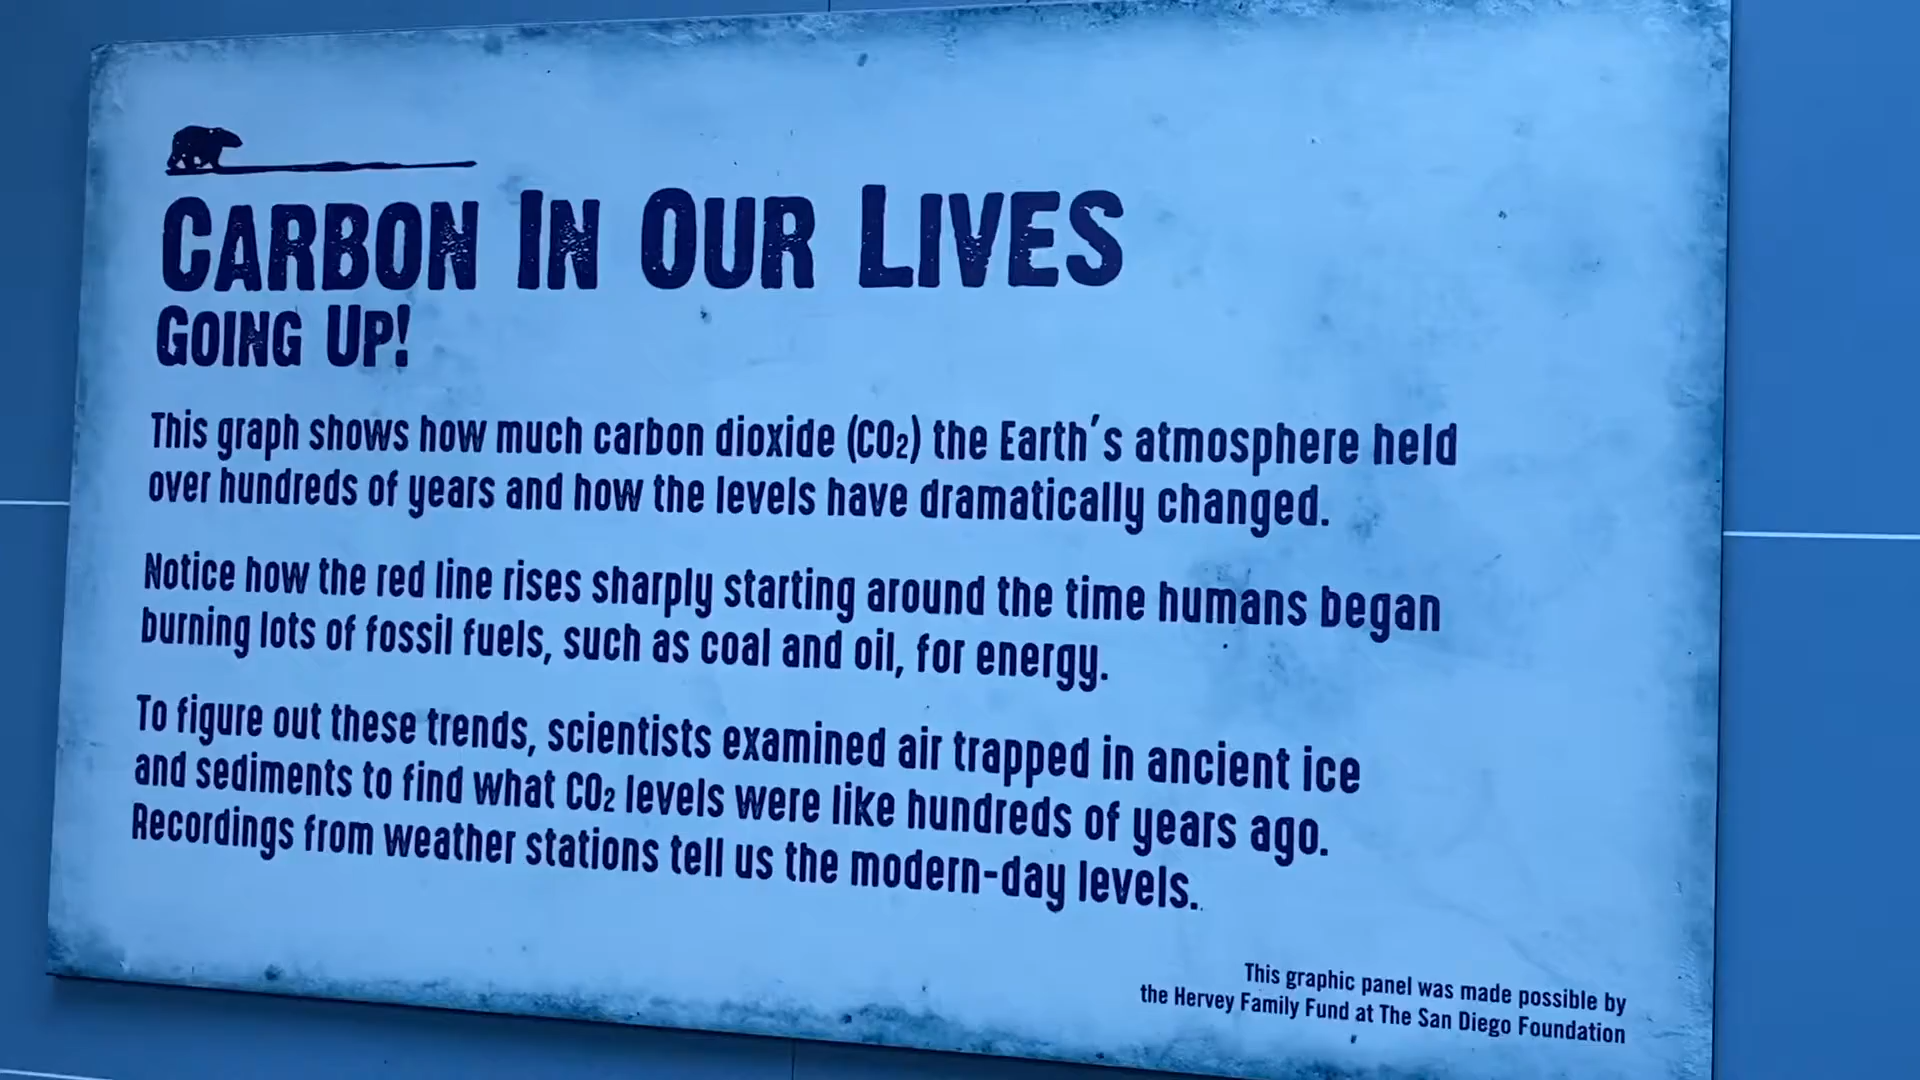 CARBON IN OUR LIVES
GOING UP!
This graph shows how much carbon dioxide (CO₂) the Earth's atmosphere held
over hundreds of years and how the levels have dramatically changed.
Notice how the red line rises sharply starting around the time humans began
burning lots of fossil fuels, such as coal and oil, for energy.
To figure out these trends, scientists examined air trapped in ancient ice
and sediments to find what CO₂ levels were like hundreds of years ago.
Recordings from weather stations tell us the modern-day levels.
This graphic panel was made possible by
the Hervey Family Fund at The San Diego Foundation